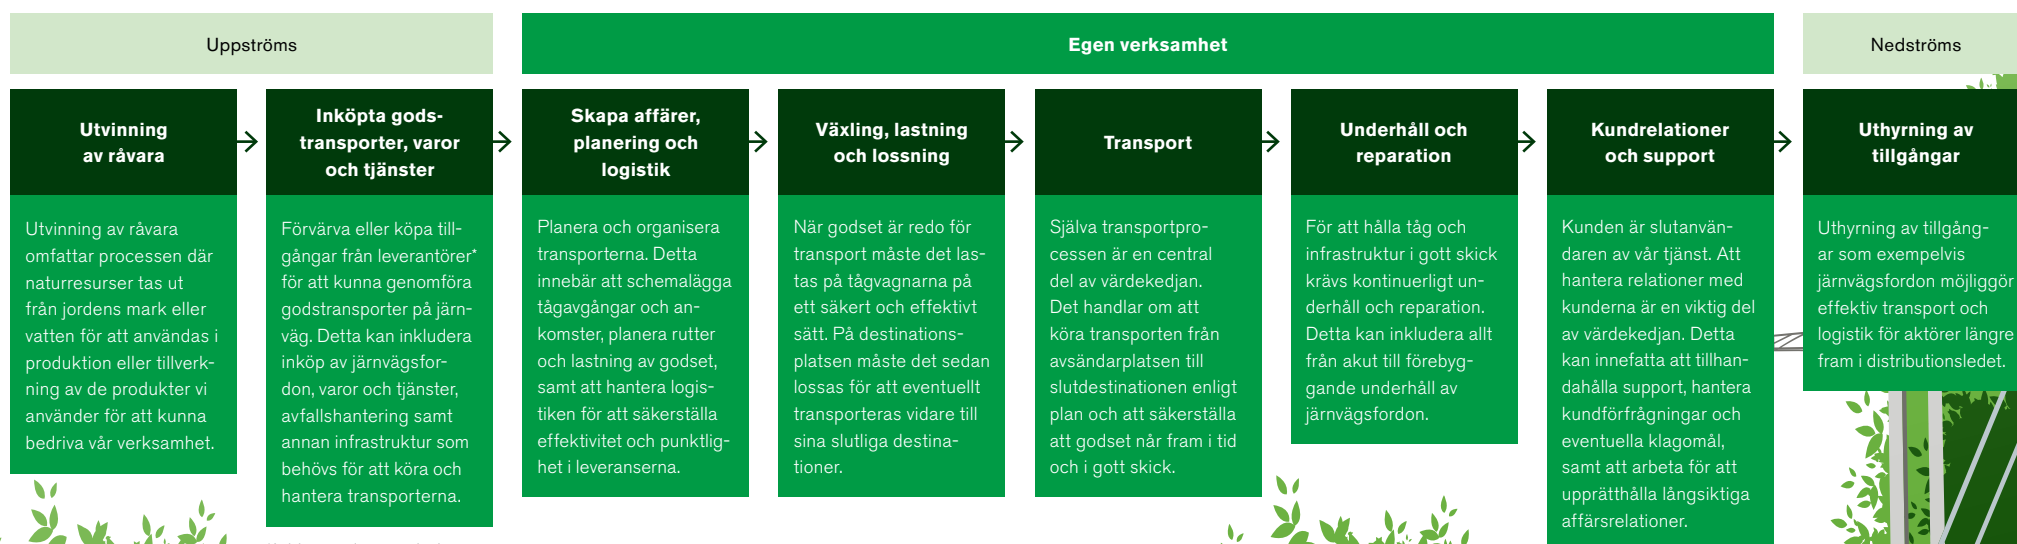 Uppströms
Egen verksamhet
Nedströms
Utvinning
av råvara
Utvinning av råvara
omfattar processen där
naturresurser tas ut
från jordens mark eller
vatten för att användas i
produktion eller tillverk-
ning av de produkter vi
använder för att kunna
bedriva vår verksamhet.
Inköpta gods-
transporter, varor
och tjänster
Förvärva eller köpa till-
gångar från leverantörer*
för att kunna genomföra
godstransporter på järn-
väg. Detta kan inkludera
inköp av järnvägsfor-
don, varor och tjänster,
avfallshantering samt
annan infrastruktur som
behövs för att köra och
hantera transporterna.
Skapa affärer,
planering och
logistik
Planera och organisera
transporterna. Detta
innebär att schemalägga
tågavgångar och an-
komster, planera rutter
och lastning av godset,
samt att hantera logis-
tiken för att säkerställa
effektivitet och punktlig-
het i leveranserna.
Växling, lastning
och lossning
När godset är redo för
transport måste det las-
tas på tågvagnarna på
ett säkert och effektivt
sätt. På destinations-
platsen måste det sedan
lossas för att eventuellt
transporteras vidare till
sina slutliga destina-
tioner.
Transport
Själva transportpro-
cessen är en central
del av värdekedjan.
Det handlar om att
köra transporten från
avsändarplatsen till
slutdestinationen enligt
plan och att säkerställa
att godset når fram i tid
och i gott skick.
Underhåll och
reparation
För att hålla tåg och
infrastruktur i gott skick
krävs kontinuerligt un-
derhåll och reparation.
Detta kan inkludera allt
från akut till förebyg-
gande underhåll av
järnvägsfordon.
Kundrelationer
och support
Kunden är slutanvän-
daren av vår tjänst. Att
hantera relationer med
kunderna är en viktig del
av värdekedjan. Detta
kan innefatta att tillhan-
dahålla support, hantera
kundförfrågningar och
eventuella klagomål,
samt att arbeta för att
upprätthålla långsiktiga
affärsrelationer.
Uthyrning av
tillgångar
Uthyrning av tillgång-
ar som exempelvis
järnvägsfordon möjliggör
effektiv transport och
logistik för aktörer längre
fram i distributionsledet.